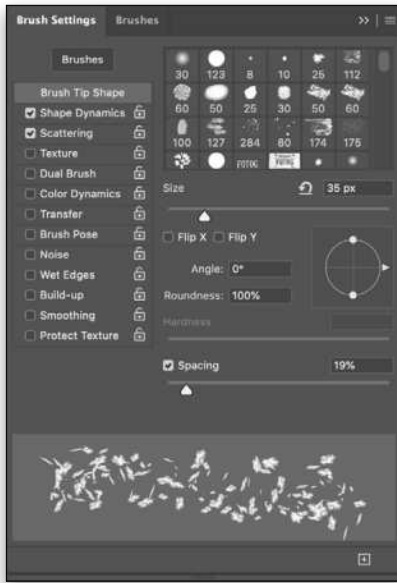 Brush Settings Brushes
Brushes
Brush Tip Shape
Shape Dynamics
Scattering
Texture
Dual Brush
Color Dynamics
Transfer
Brush Pose
Noise
Wet Edges
Build-up
Smoothing
Protect Texture
30 123 8 10 25 112
60 50 25 30 50 60
100 127 284 80 174 175
Size 35 px
Flip X Flip Y
Angle: 0°
Roundness: 100%
Hardness
Spacing 19%